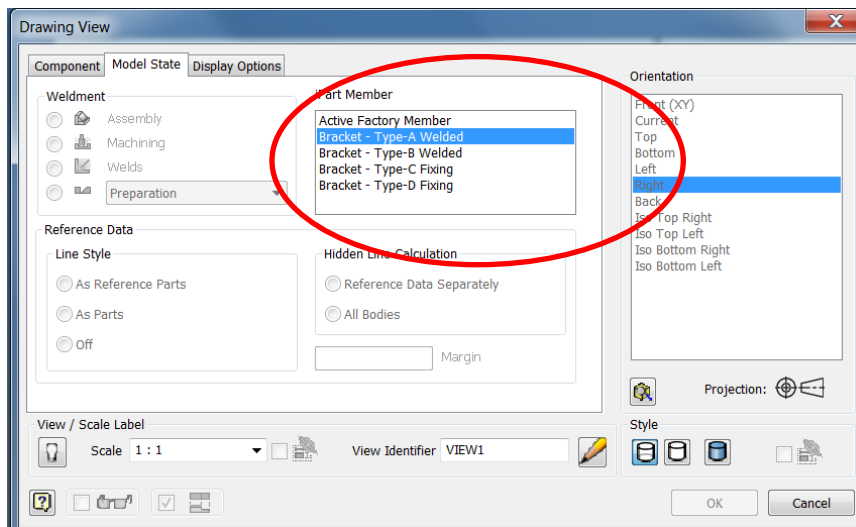 Drawing View
Component Model State Display Options
Weldment
Assembly
Machining
Welds
Preparation
iPart Member
Active Factory Member
Bracket - Type-A Welded
Bracket - Type-B Welded
Bracket - Type-C Fixing
Bracket - Type-D Fixing
Reference Data
Line Style
As Reference Parts
As Parts
Off
Hidden Line Calculation
Reference Data Separately
All Bodies
Margin
Orientation
Front (XY)
Current
Top
Bottom
Left
Right
Back
Iso Top Right
Iso Top Left
Iso Bottom Right
Iso Bottom Left
Projection:
View / Scale Label
Scale 1 : 1
View Identifier VIEW1
Style
OK Cancel